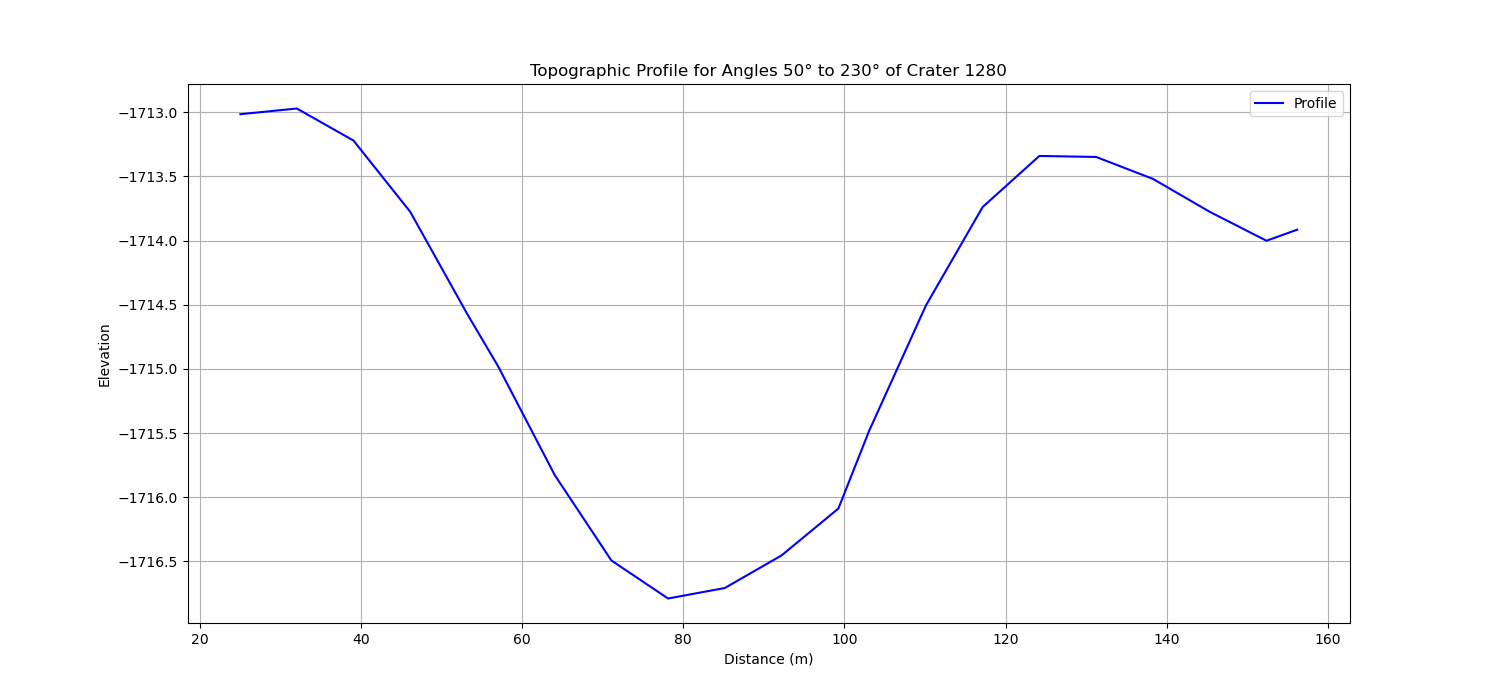 Topographic Profile for Angles 50° to 230° of Crater 1280
Profile
−1713.0
−1713.5
−1714.0
−1714.5
−1715.0
−1715.5
−1716.0
−1716.5
Elevation
20 40 60 80 100 120 140 160
Distance (m)